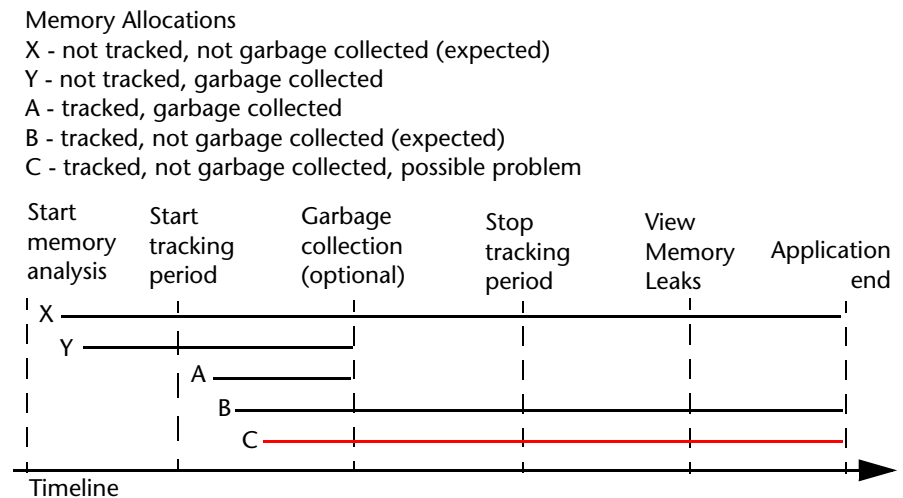 Memory Allocations
X - not tracked, not garbage collected (expected)
Y - not tracked, garbage collected
A - tracked, garbage collected
B - tracked, not garbage collected (expected)
C - tracked, not garbage collected, possible problem
Start
memory
analysis
Start
tracking
period
Garbage
collection
(optional)
Stop
tracking
period
View
Memory
Leaks
Application
end
X
Y
A
B
C
Timeline